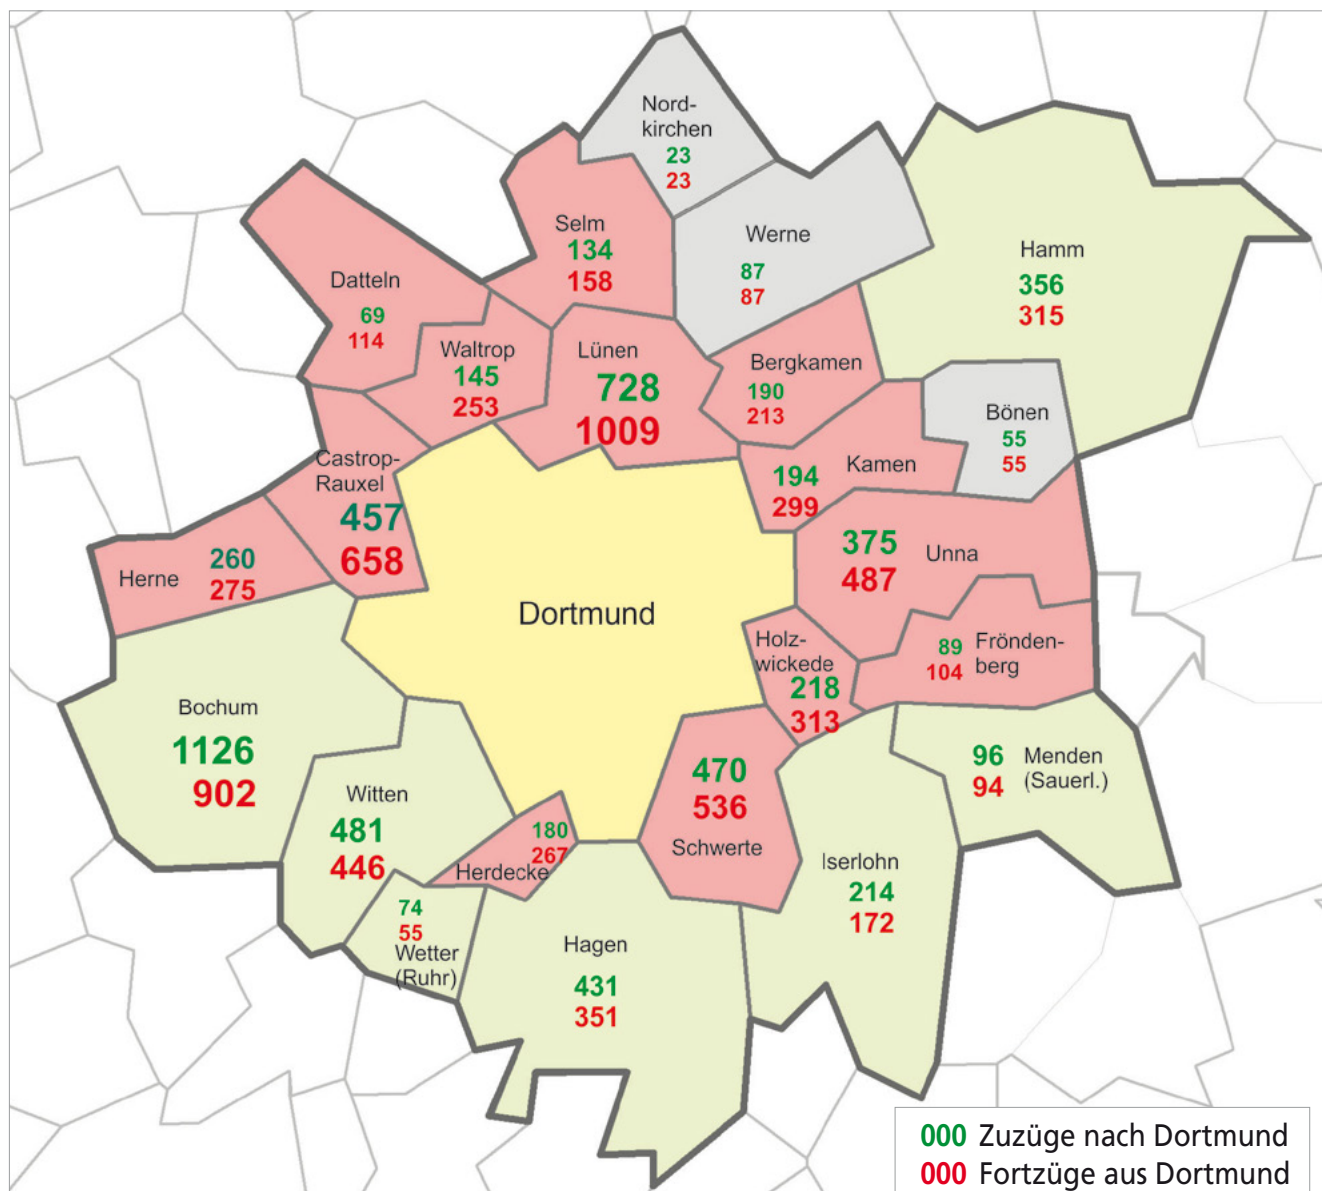 Nord-
kirchen
23
23
Selm
134
158
Werne
87
87
Hamm
356
315
Datteln
69
114
Waltrop
145
253
Lünen
728
1009
Bergkamen
190
213
Bönen
55
55
Castrop-
Rauxel
457
658
Kamen
194
299
Herne
260
275
Unna
375
487
Dortmund
Holz-
wickede
218
313
Frönden-
berg
89
104
Bochum
1126
902
Witten
481
446
Schwerte
470
536
Menden
(Sauerl.)
96
94
Herdecke
180
267
Iserlohn
214
172
Wetter
(Ruhr)
74
55
Hagen
431
351
000 Zuzüge nach Dortmund
000 Fortzüge aus Dortmund